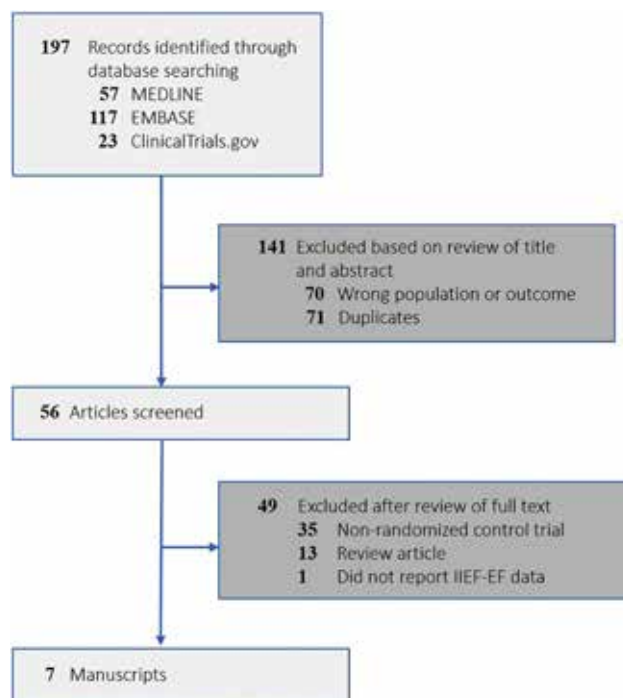 197 Records identified through
database searching
57 MEDLINE
117 EMBASE
23 ClinicalTrials.gov
141 Excluded based on review of title
and abstract
70 Wrong population or outcome
71 Duplicates
56 Articles screened
49 Excluded after review of full text
35 Non-randomized control trial
13 Review article
1 Did not report IIEF-EF data
7 Manuscripts